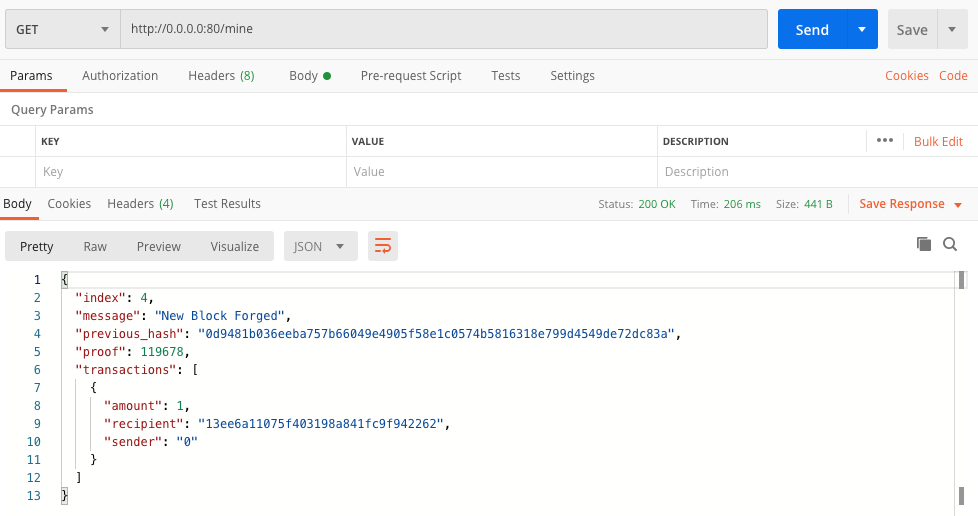 GET http://0.0.0.0:80/mine Send Save
Params Authorization Headers (8) Body Pre-request Script Tests Settings Cookies Code
Query Params
KEY VALUE DESCRIPTION ••• Bulk Edit
Key Value Description
Body Cookies Headers (4) Test Results Status: 200 OK Time: 206 ms Size: 441 B Save Response
Pretty Raw Preview Visualize JSON
1 {
2 "index": 4,
3 "message": "New Block Forged",
4 "previous_hash": "0d9481b036eeba757b66049e4905f58e1c0574b5816318e799d4549de72dc83a",
5 "proof": 119678,
6 "transactions": [
7 {
8 "amount": 1,
9 "recipient": "13ee6a11075f403198a841fc9f942262",
10 "sender": "0"
11 }
12 ]
13 }